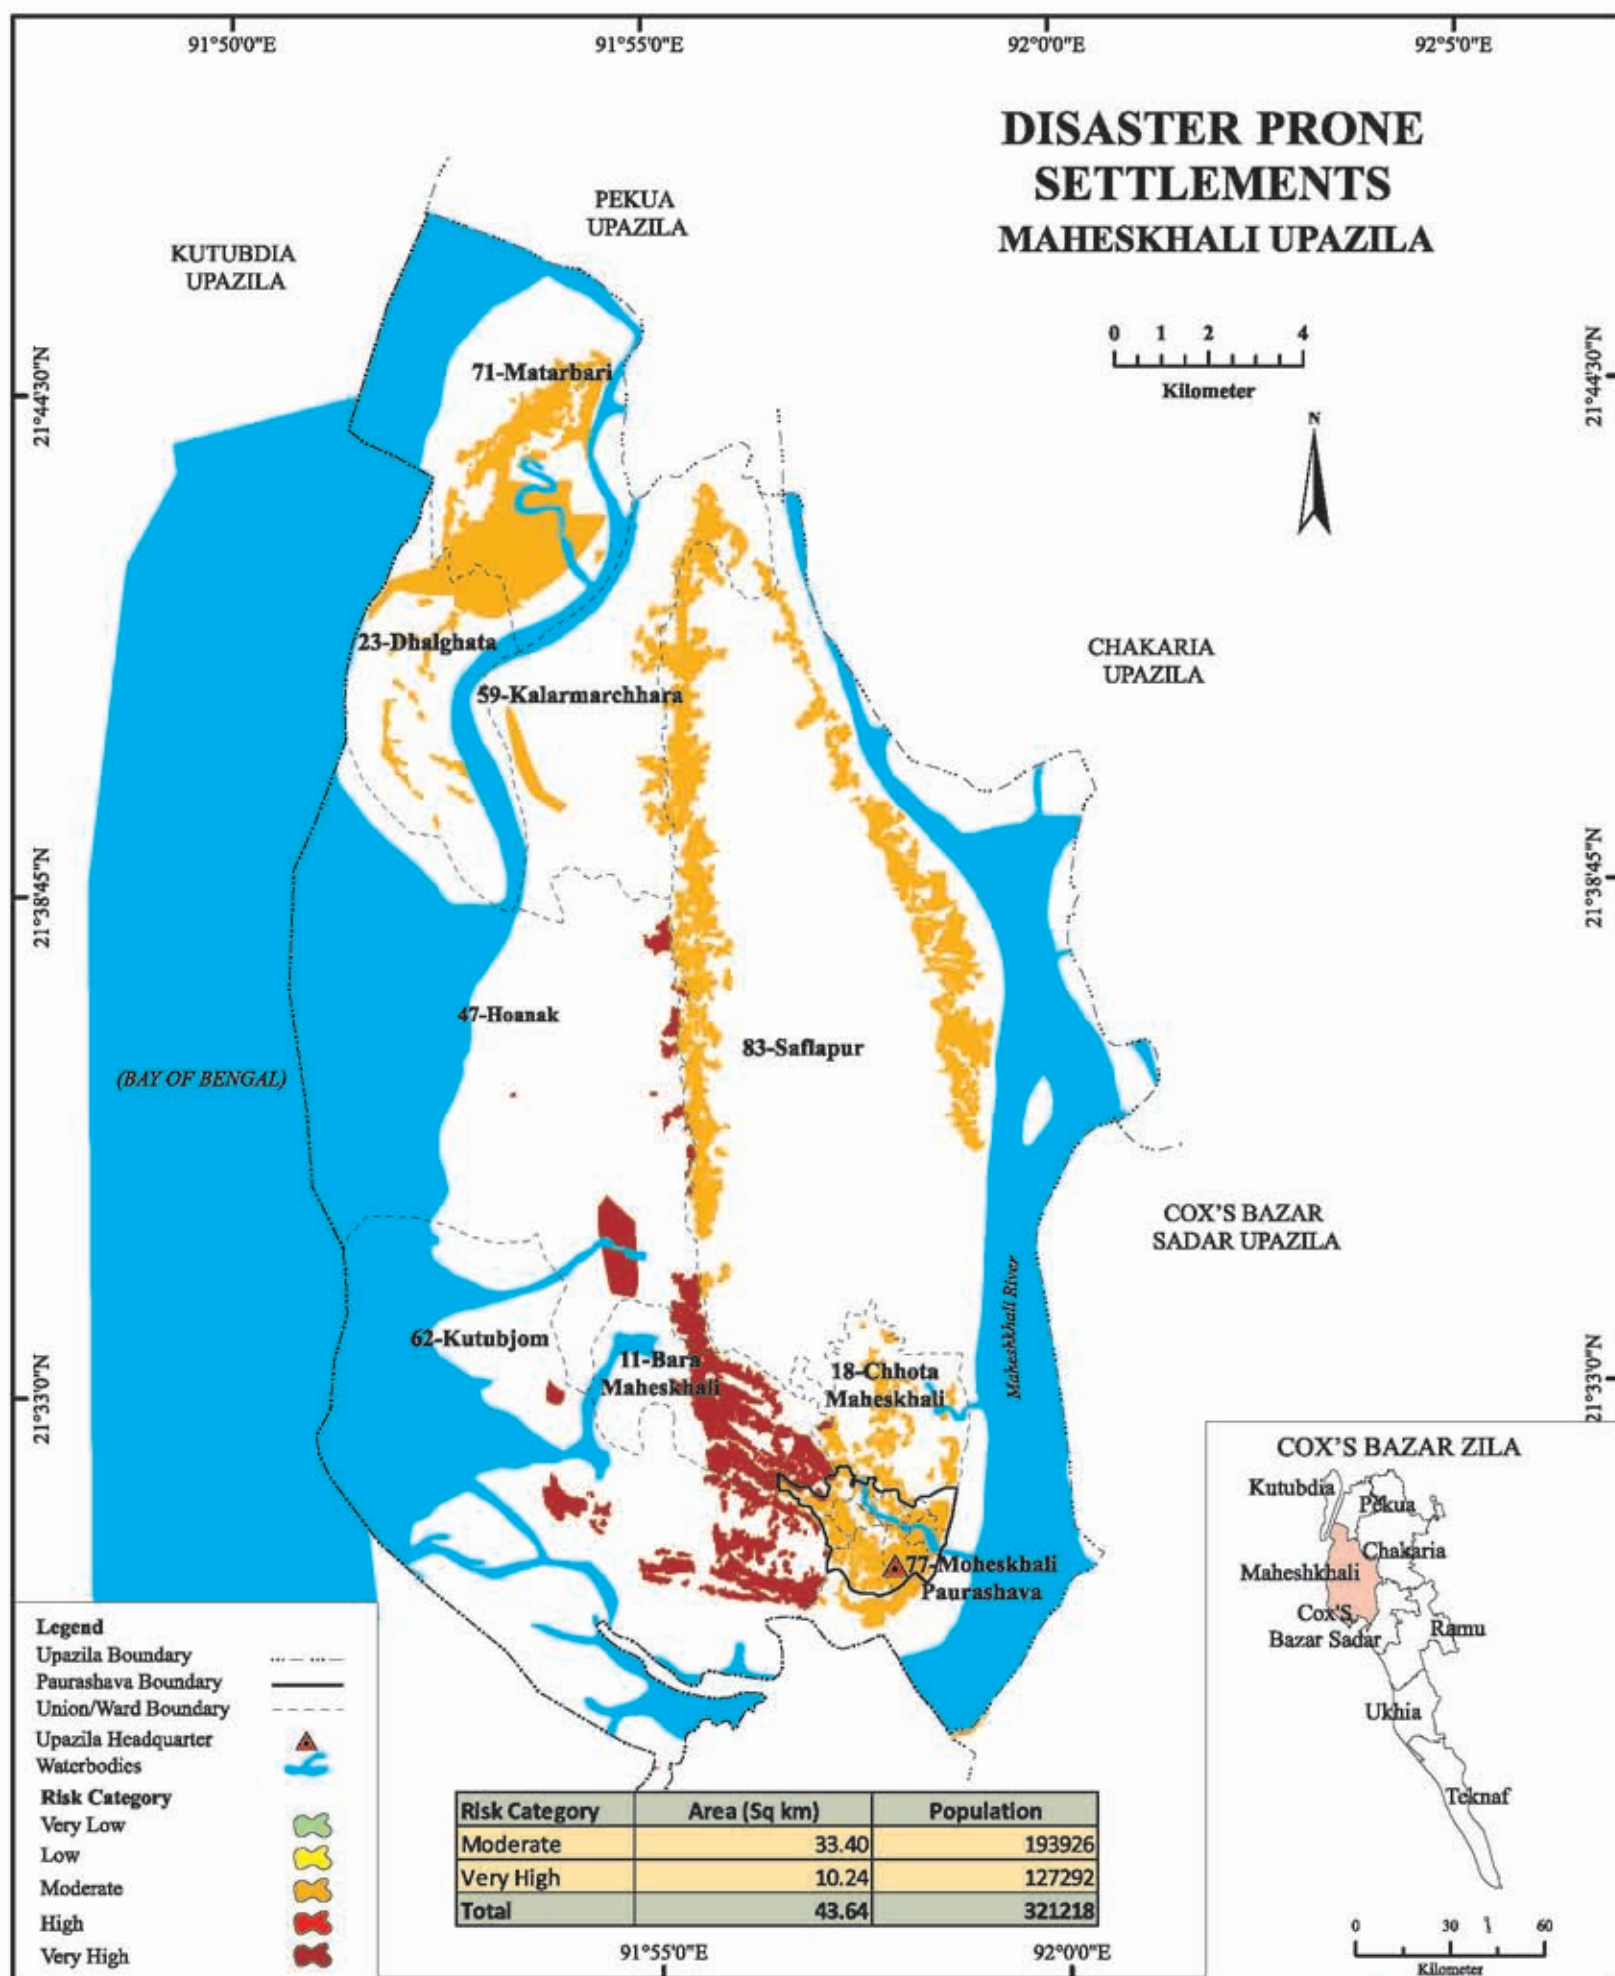 91°50'0"E
91°55'0"E
92°0'0"E
92°5'0"E
DISASTER PRONE
SETTLEMENTS
MAHESKHALI UPAZILA
PEKUA
UPAZILA
KUTUBDIA
UPAZILA
0 1 2 4
Kilometer
N
21°44'30"N
21°44'30"N
71-Matarbari
23-Dhalghata
59-Kalarmarchhara
CHAKARIA
UPAZILA
21°38'45"N
21°38'45"N
47-Hoanak
83-Saflapur
(BAY OF BENGAL)
COX'S BAZAR
SADAR UPAZILA
Maheshkhali River
62-Kutubjom
11-Bara
Maheskhali
18-Chhota
Maheskhali
21°33'0"N
21°33'0"N
77-Moheskhali
Paurashava
COX'S BAZAR ZILA
Kutubdia
Pekua
Chakaria
Maheshkhali
Cox'S
Bazar Sadar
Ramu
Ukhia
Teknaf
0 30 60
Kilometer
Legend
Upazila Boundary
Paurashava Boundary
Union/Ward Boundary
Upazila Headquarter
Waterbodies
Risk Category
Very Low
Low
Moderate
High
Very High
Risk Category Area (Sq km) Population
Moderate 33.40 193926
Very High 10.24 127292
Total 43.64 321218
91°55'0"E
92°0'0"E